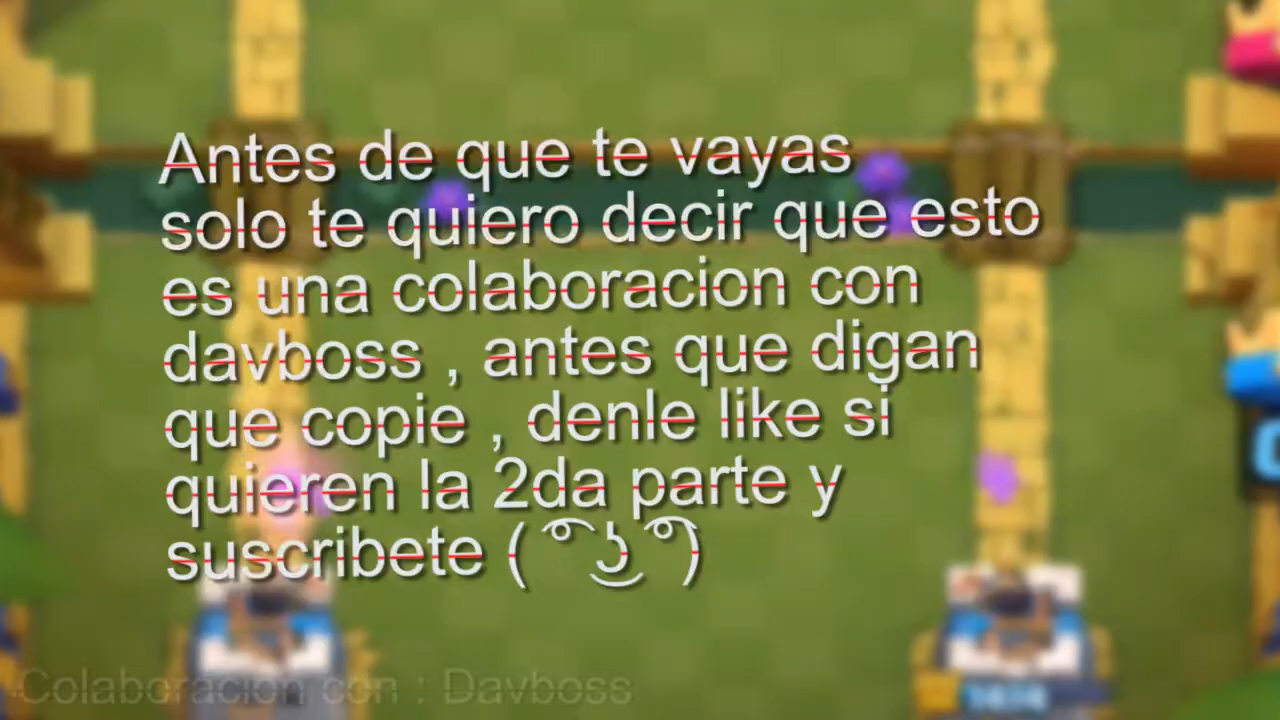 Antes de que te vayas
solo te quiero decir que esto
es una colaboracion con
davboss , antes que digan
que copie , denle like si
quieren la 2da parte y
suscribete ( ͡° ͜ʖ ͡°)
Colaboracion con : Davboss